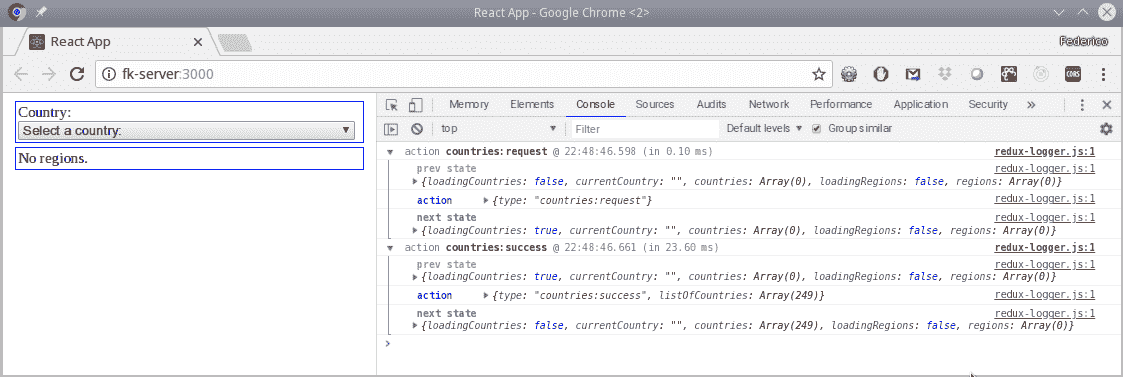 React App - Google Chrome <2>
React App
Federico
fk-server:3000
CORS
Country:
Select a country:
No regions.
Memory Elements Console Sources Audits Network Performance Application Security »
top Filter Default levels Group similar
action countries:request @ 22:48:46.598 (in 0.10 ms) redux-logger.js:1
prev state redux-logger.js:1
{loadingCountries: false, currentCountry: "", countries: Array(0), loadingRegions: false, regions: Array(0)}
action {type: "countries:request"} redux-logger.js:1
next state redux-logger.js:1
{loadingCountries: true, currentCountry: "", countries: Array(0), loadingRegions: false, regions: Array(0)}
action countries:success @ 22:48:46.661 (in 23.60 ms) redux-logger.js:1
prev state redux-logger.js:1
{loadingCountries: true, currentCountry: "", countries: Array(0), loadingRegions: false, regions: Array(0)}
action {type: "countries:success", listOfCountries: Array(249)} redux-logger.js:1
next state redux-logger.js:1
{loadingCountries: false, currentCountry: "", countries: Array(249), loadingRegions: false, regions: Array(0)}